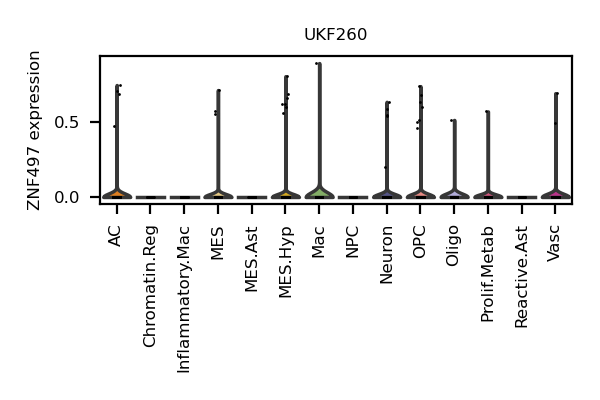 UKF260
ZNF497 expression
0.5
0.0
AC
Chromatin.Reg
Inflammatory.Mac
MES
MES.Ast
MES.Hyp
Mac
NPC
Neuron
OPC
Oligo
Prolif.Metab
Reactive.Ast
Vasc